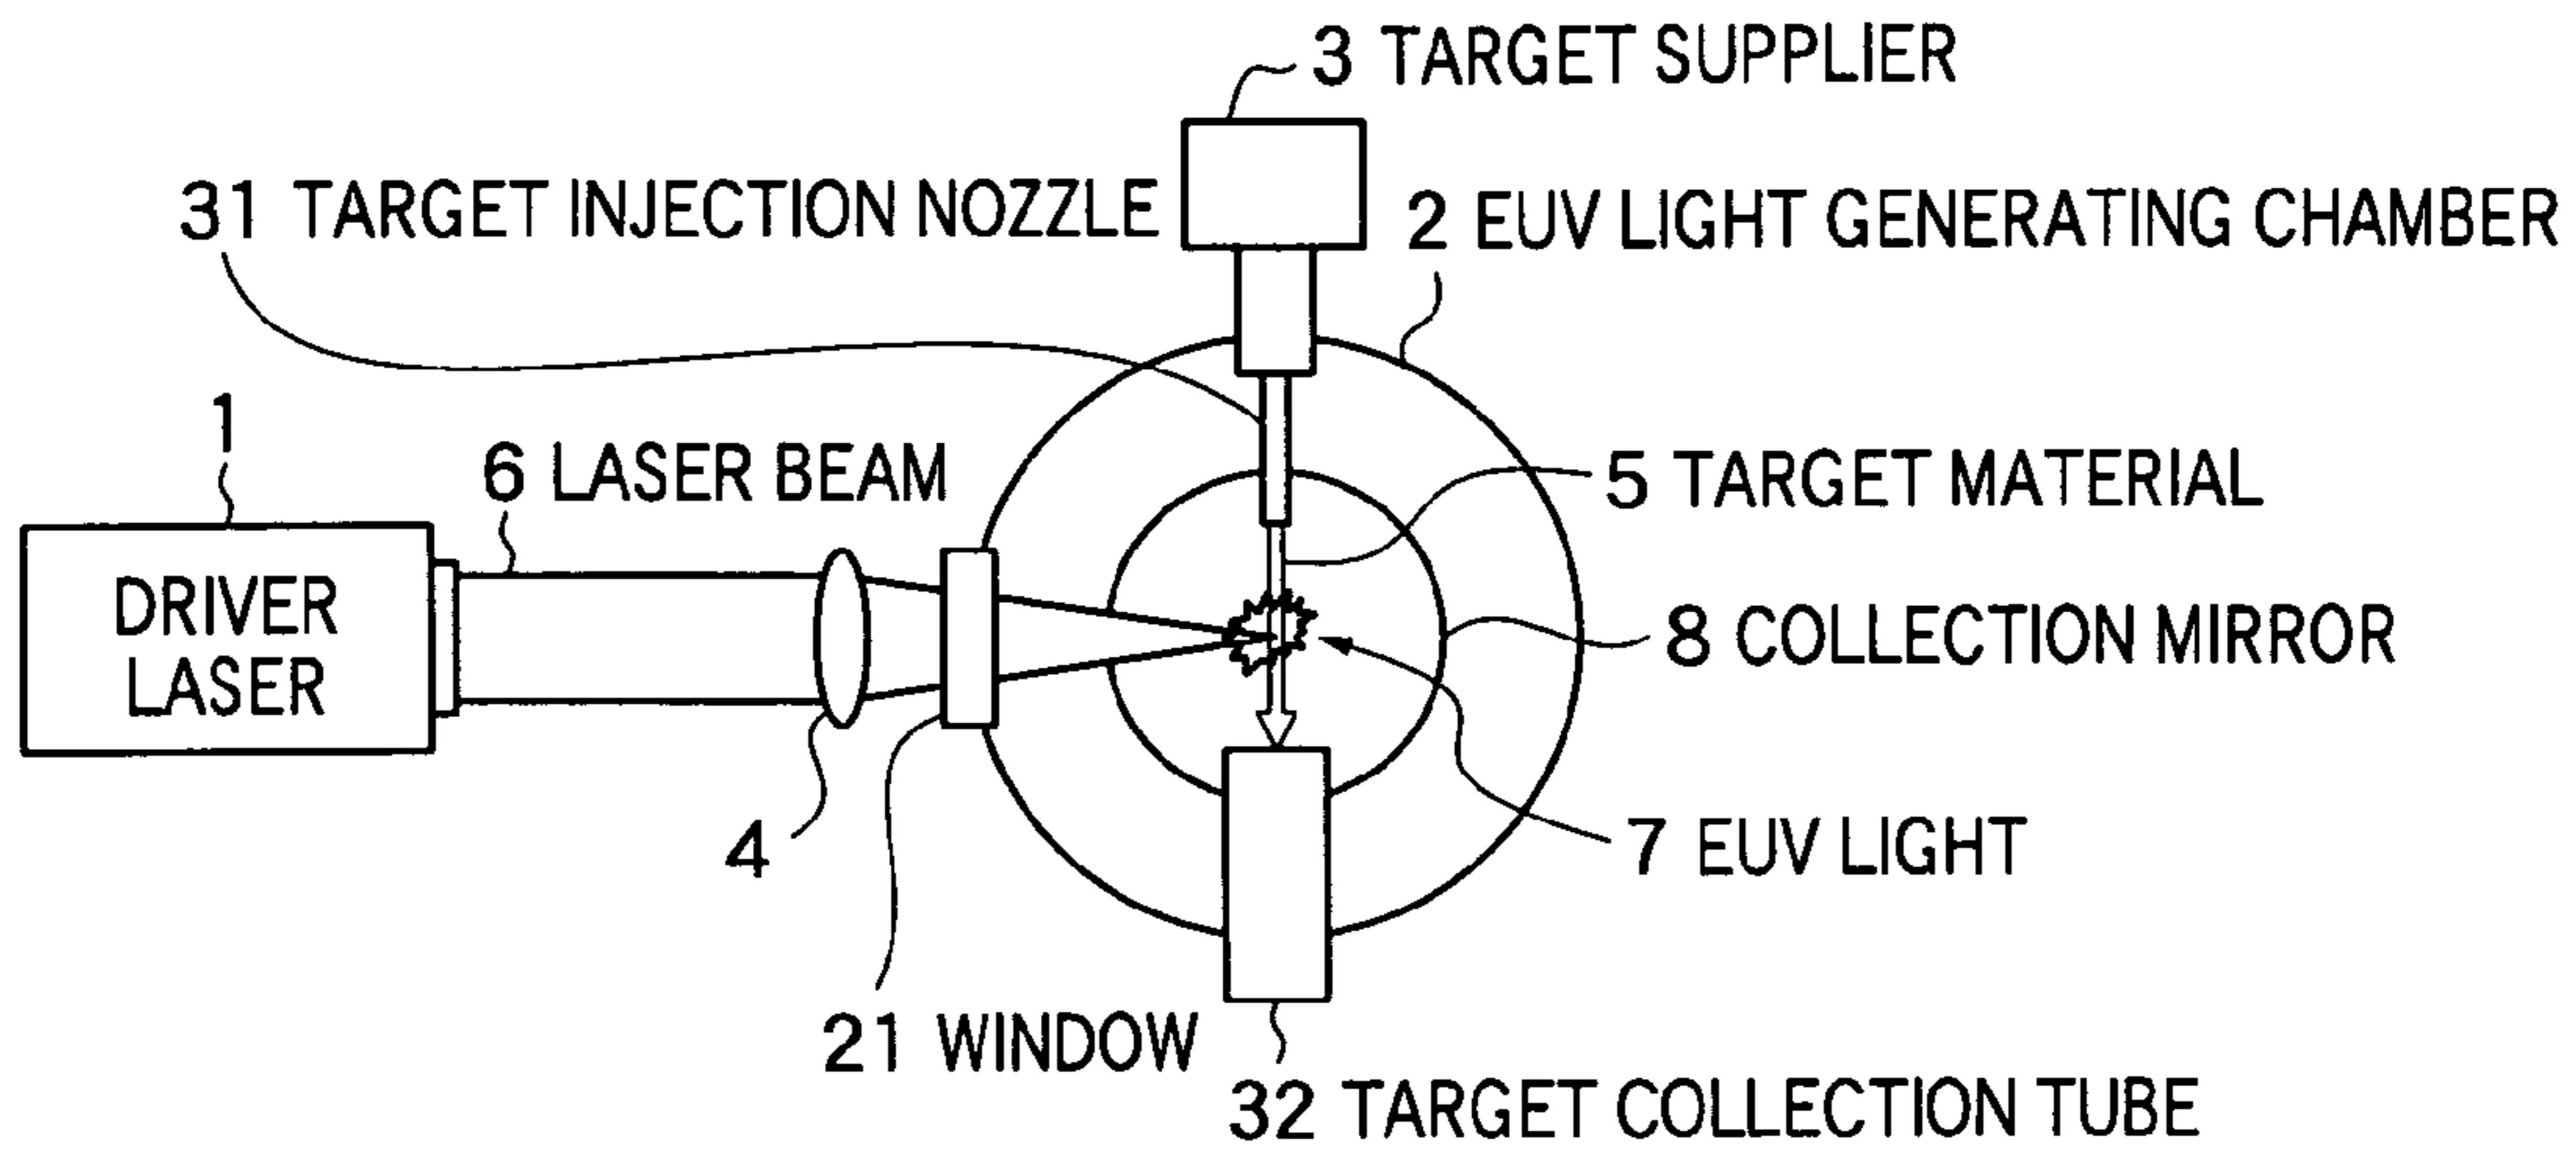 3 TARGET SUPPLIER
31 TARGET INJECTION NOZZLE
2 EUV LIGHT GENERATING CHAMBER
1
6 LASER BEAM
5 TARGET MATERIAL
DRIVER
LASER
8 COLLECTION MIRROR
4
7 EUV LIGHT
21 WINDOW
32 TARGET COLLECTION TUBE